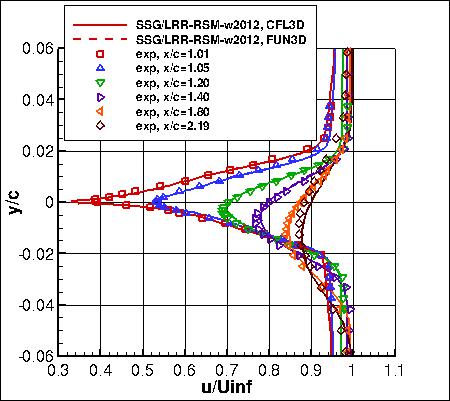 SSG/LRR-RSM-w2012, CFL3D
SSG/LRR-RSM-w2012, FUN3D
exp, x/c=1.01
exp, x/c=1.05
exp, x/c=1.20
exp, x/c=1.40
exp, x/c=1.80
exp, x/c=2.19
0.06
0.04
0.02
0
-0.02
-0.04
-0.06
y/c
0.3 0.4 0.5 0.6 0.7 0.8 0.9 1 1.1
u/Uinf